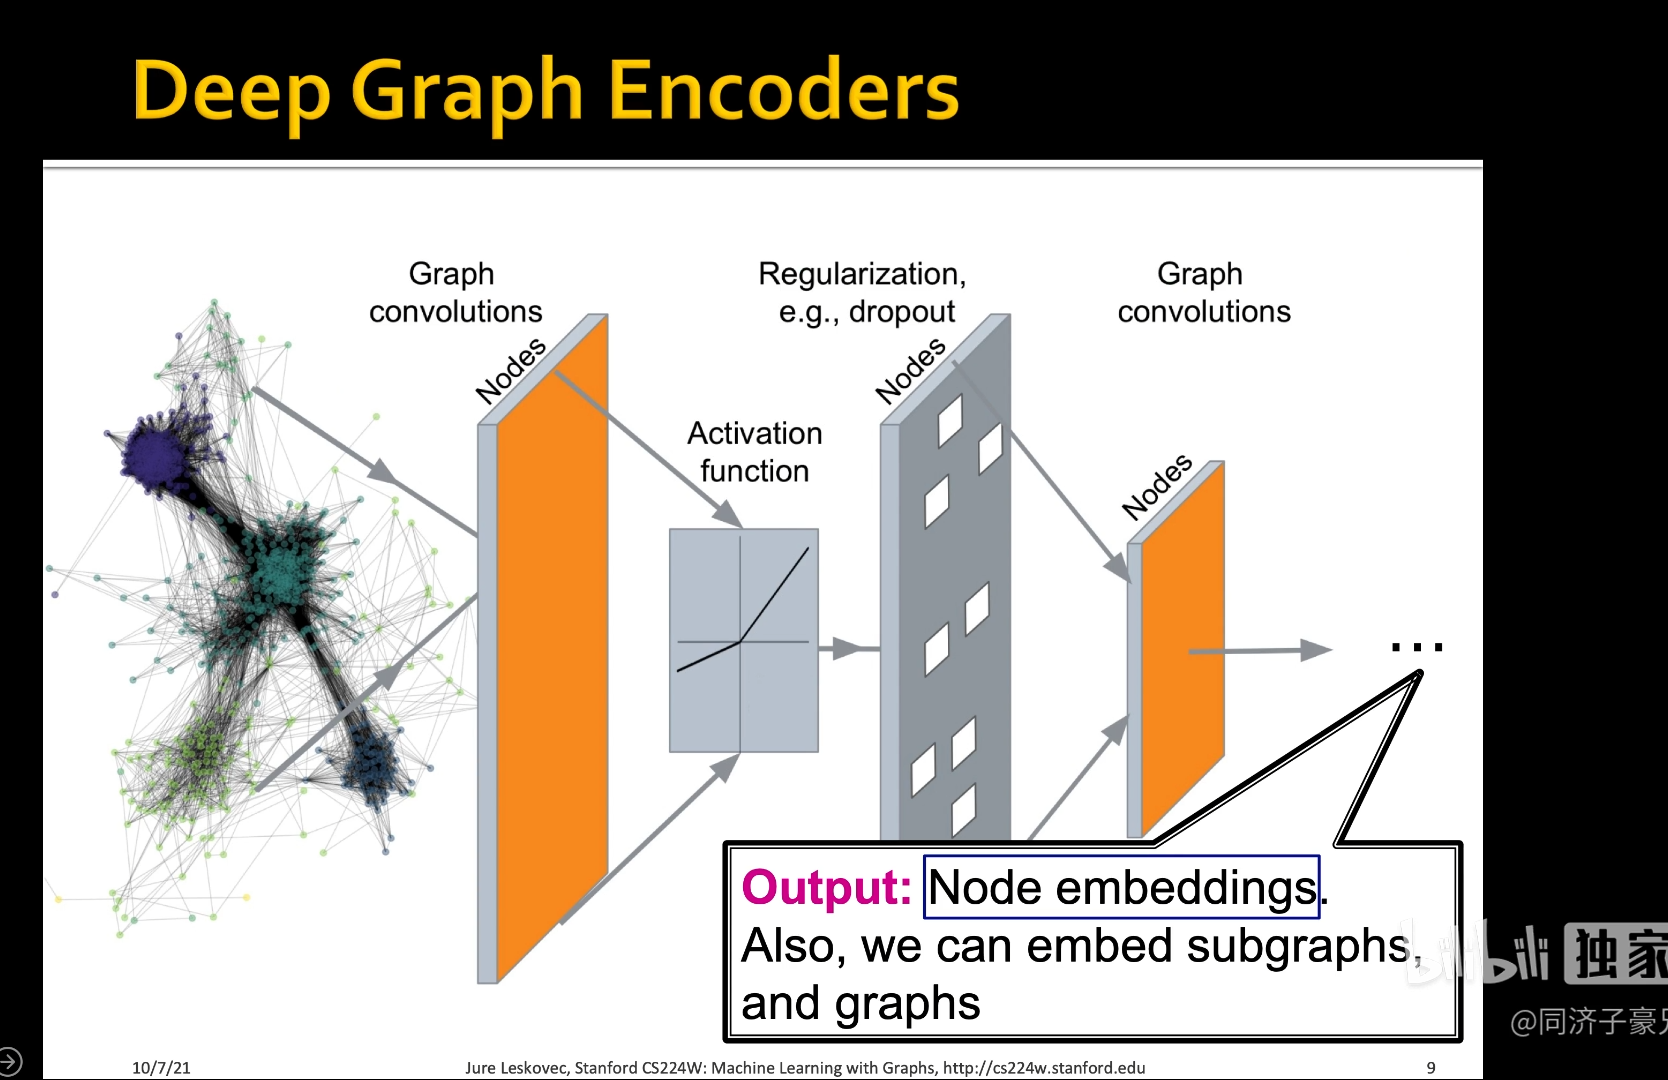 Deep Graph Encoders
Graph
convolutions
Regularization,
e.g., dropout
Graph
convolutions
Nodes
Nodes
Activation
function
Nodes
...
Output: Node embeddings.
Also, we can embed subgraphs,
and graphs
bilibili 独家
@同济子豪兄
10/7/21
Jure Leskovec, Stanford CS224W: Machine Learning with Graphs, http://cs224w.stanford.edu
9